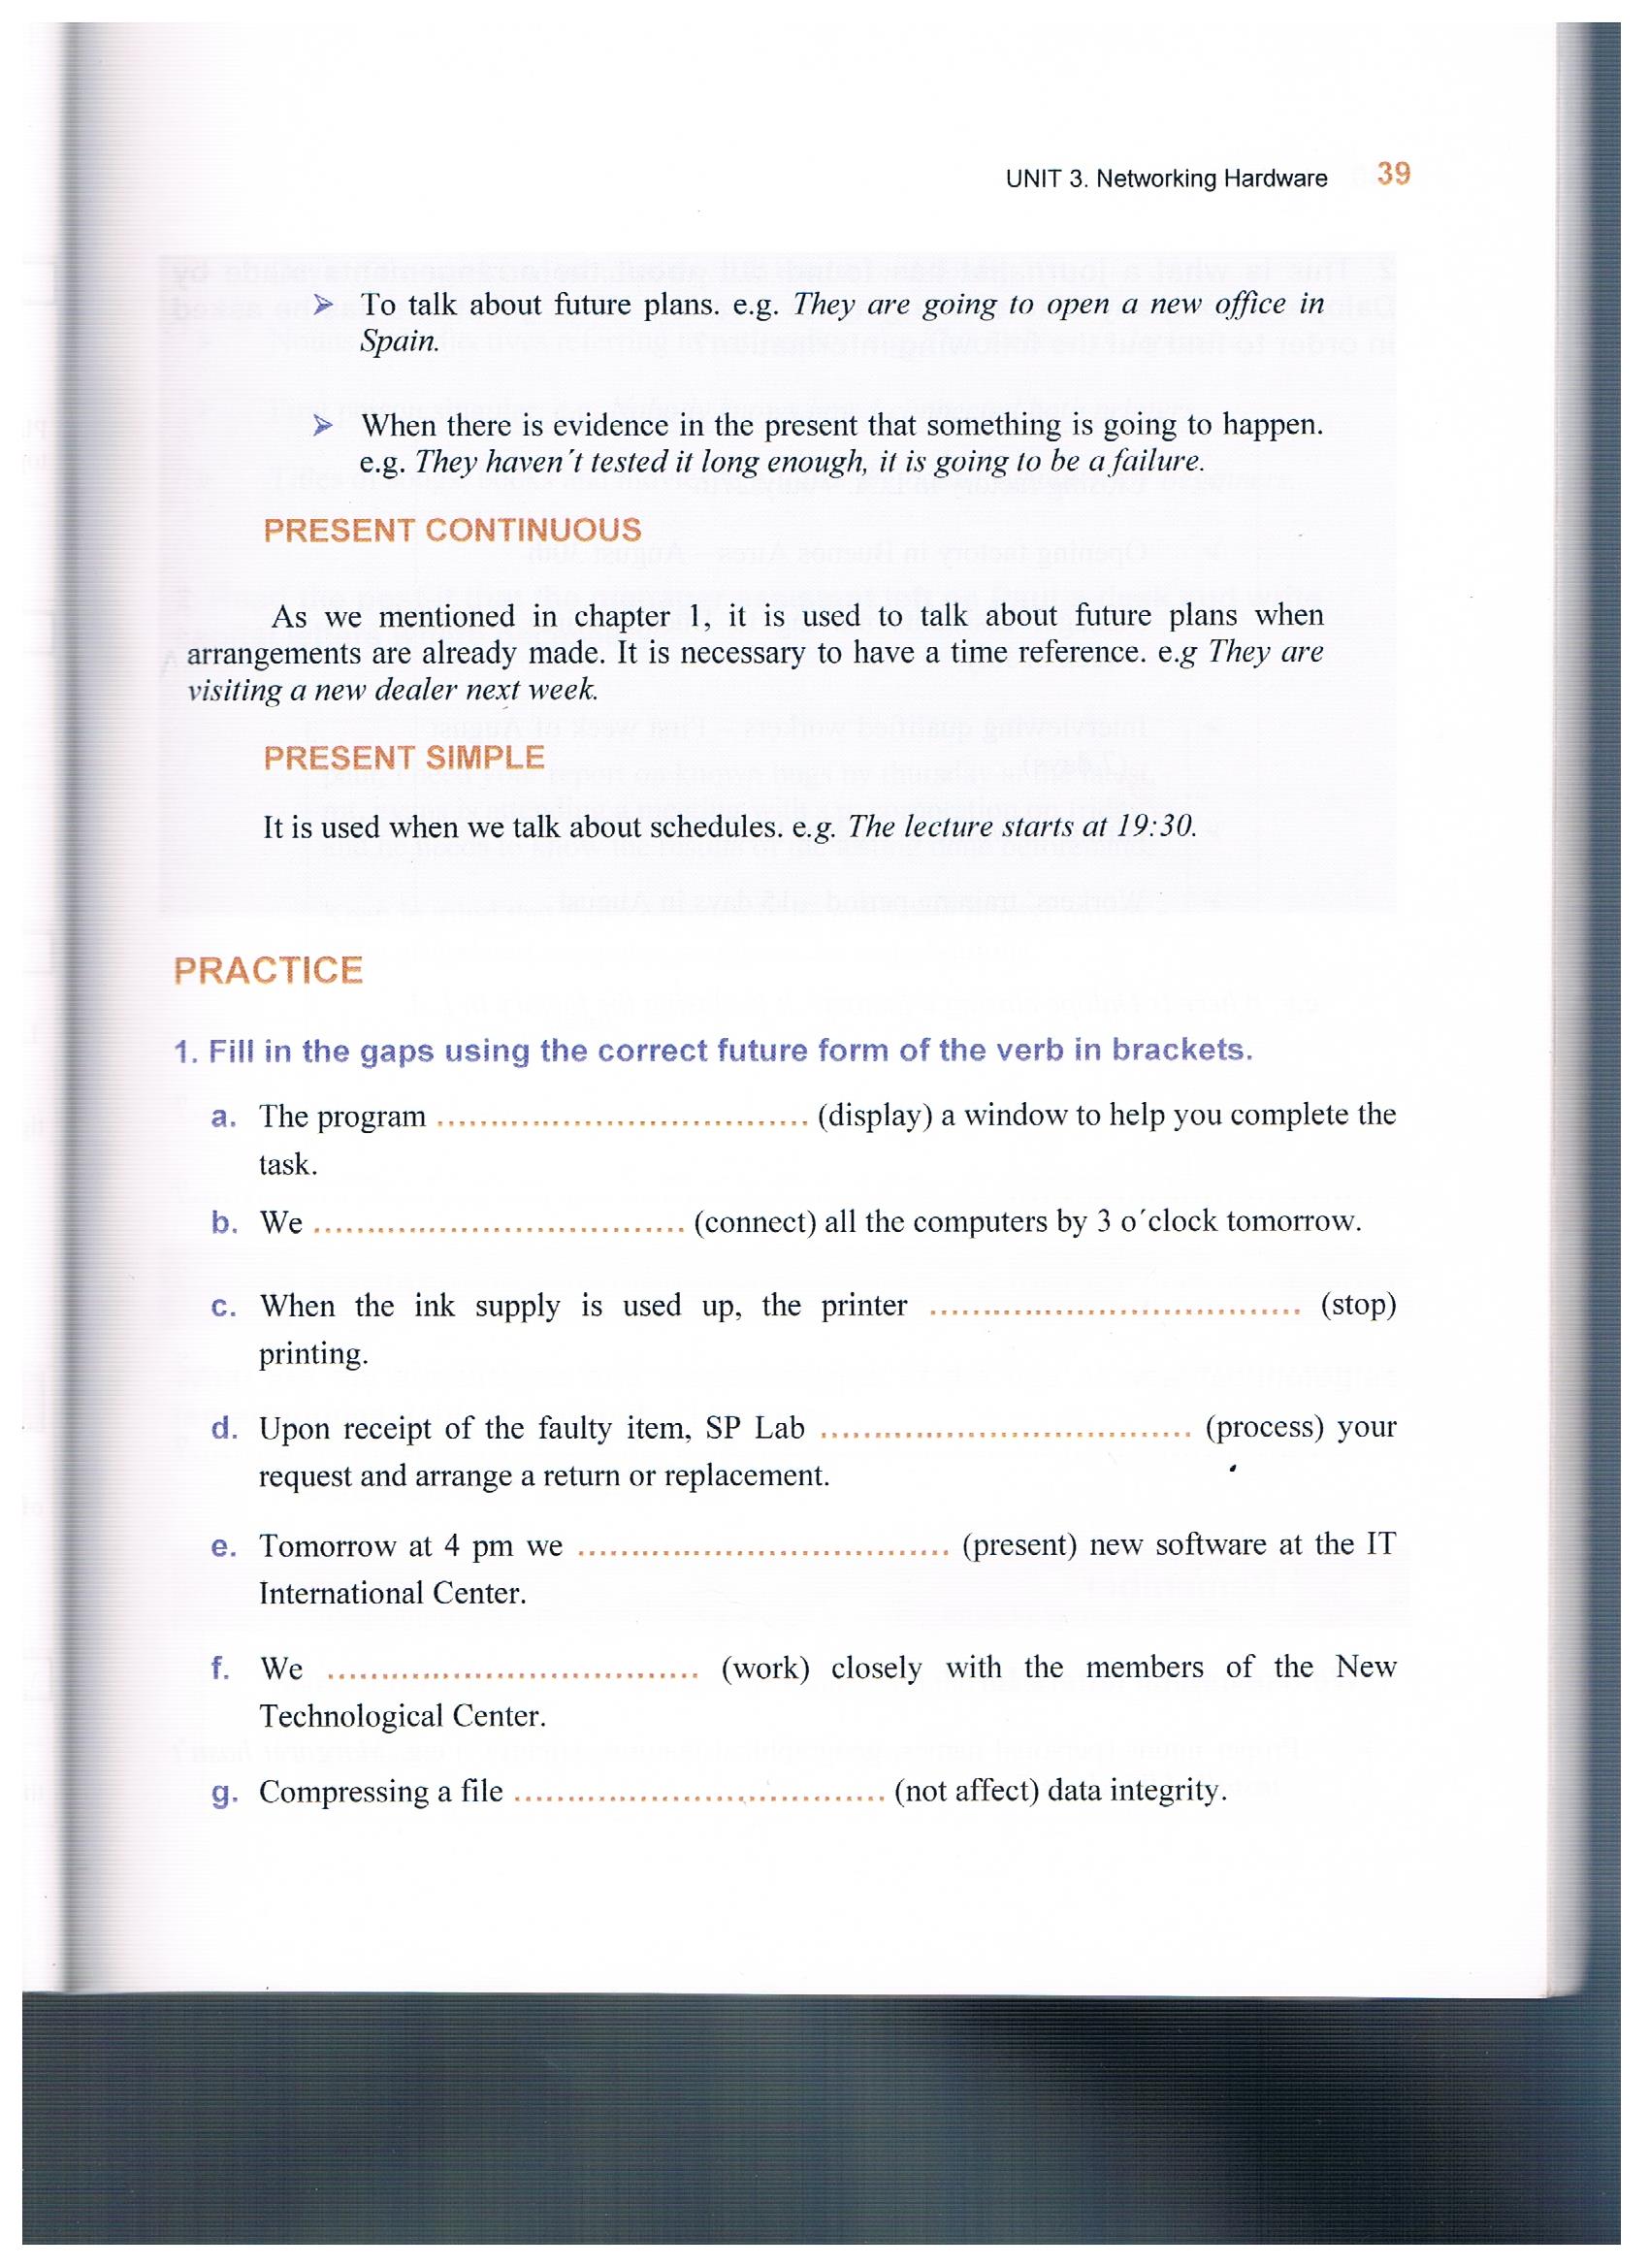 UNIT 3. Networking Hardware 39
➢ To talk about future plans. e.g. They are going to open a new office in
Spain.
➢ When there is evidence in the present that something is going to happen.
e.g. They haven´t tested it long enough, it is going to be a failure.
PRESENT CONTINUOUS
As we mentioned in chapter 1, it is used to talk about future plans when
arrangements are already made. It is necessary to have a time reference. e.g They are
visiting a new dealer next week.
PRESENT SIMPLE
It is used when we talk about schedules. e.g. The lecture starts at 19:30.
PRACTICE
1. Fill in the gaps using the correct future form of the verb in brackets.
a. The program .................................. (display) a window to help you complete the
task.
b. We .................................. (connect) all the computers by 3 o´clock tomorrow.
c. When the ink supply is used up, the printer .................................. (stop)
printing.
d. Upon receipt of the faulty item, SP Lab .................................. (process) your
request and arrange a return or replacement.
e. Tomorrow at 4 pm we .................................. (present) new software at the IT
International Center.
f. We .................................. (work) closely with the members of the New
Technological Center.
g. Compressing a file .................................. (not affect) data integrity.